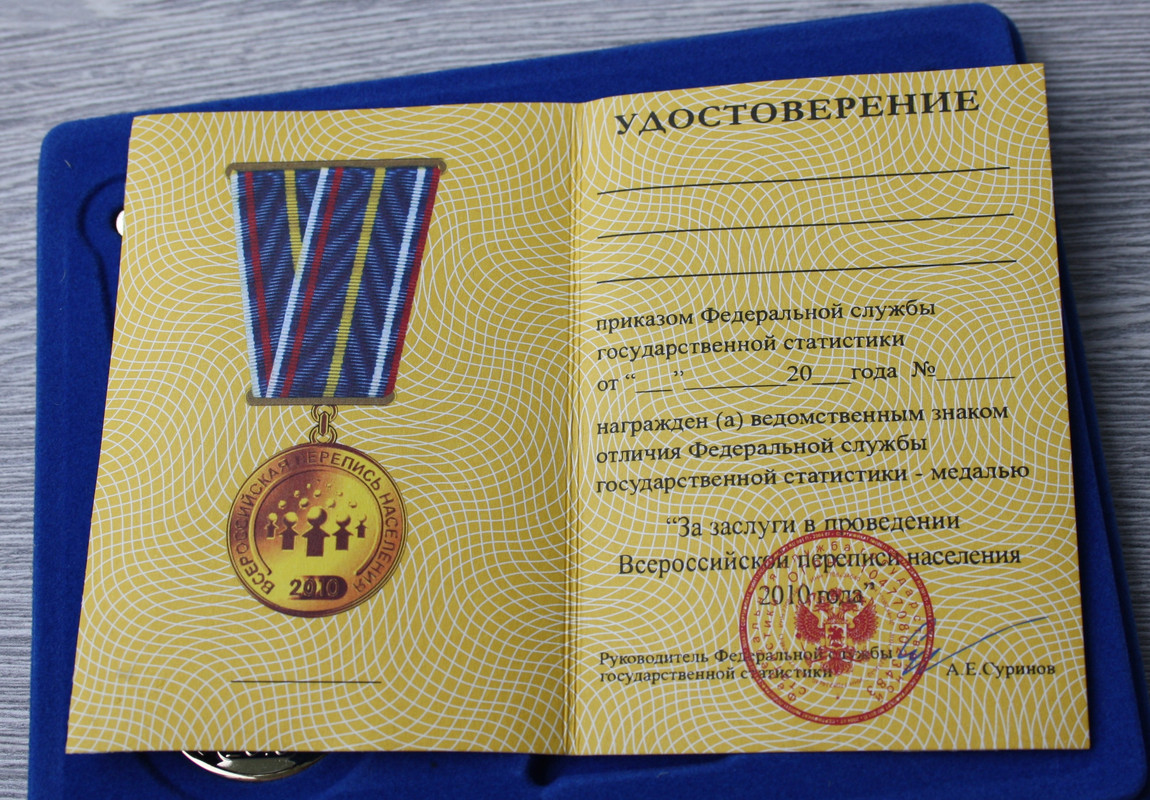 ВСЕРОССИЙСКАЯ ПЕРЕПИСЬ НАСЕЛЕНИЯ
2010
УДОСТОВЕРЕНИЕ
приказом Федеральной службы
государственной статистики
от “___”________20___года №______
награжден (а) ведомственным знаком
отличия Федеральной службы
государственной статистики - медалью
“За заслуги в проведении
Всероссийской переписи населения
2010 года”
Руководитель Федеральной службы
государственной статистики
А.Е.Суринов